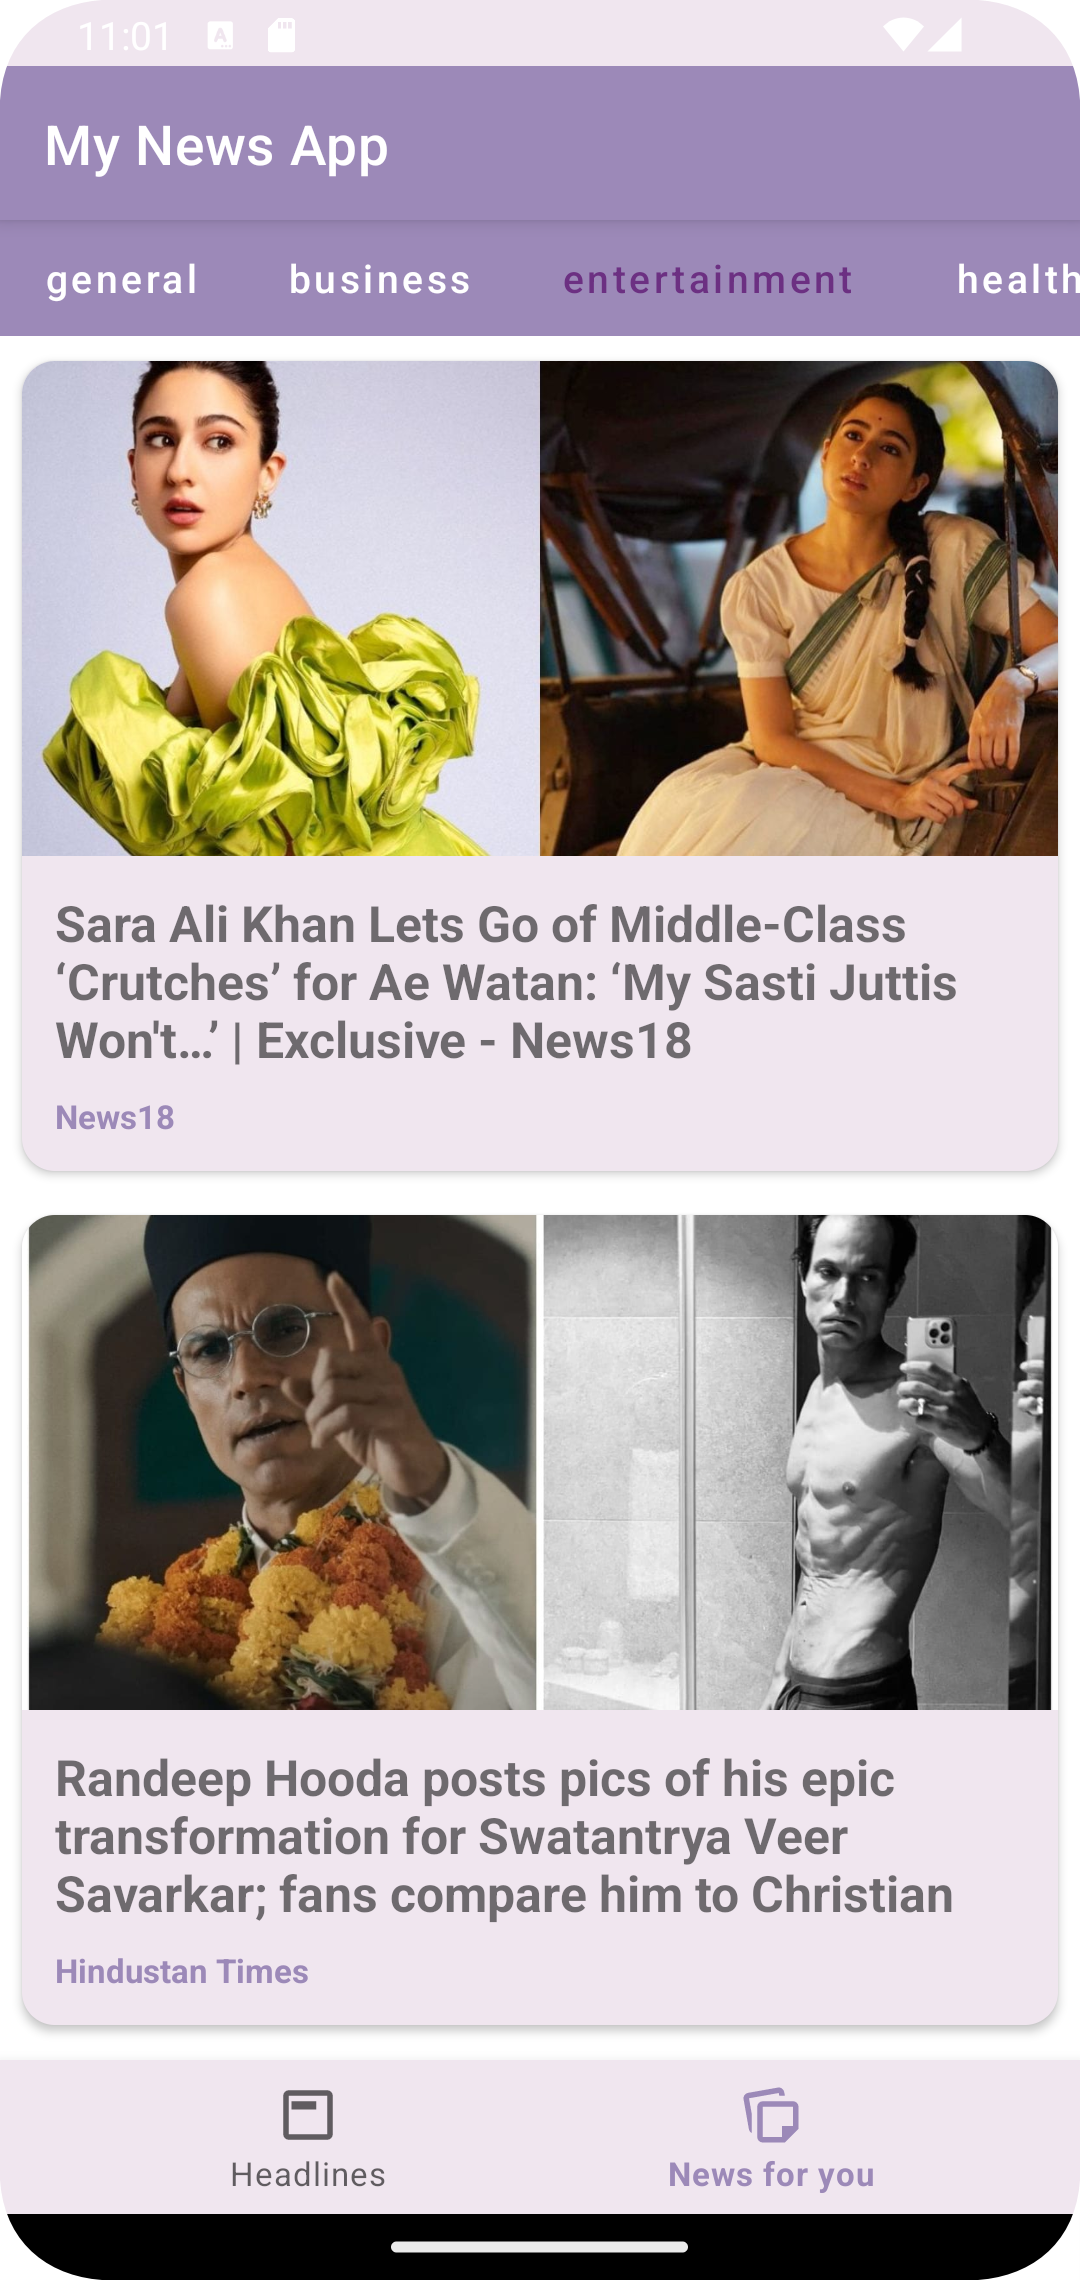 11:01
My News App
general business entertainment health
Sara Ali Khan Lets Go of Middle-Class
‘Crutches’ for Ae Watan: ‘My Sasti Juttis
Won't…’ | Exclusive - News18
News18
Randeep Hooda posts pics of his epic
transformation for Swatantrya Veer
Savarkar; fans compare him to Christian
Hindustan Times
Headlines News for you